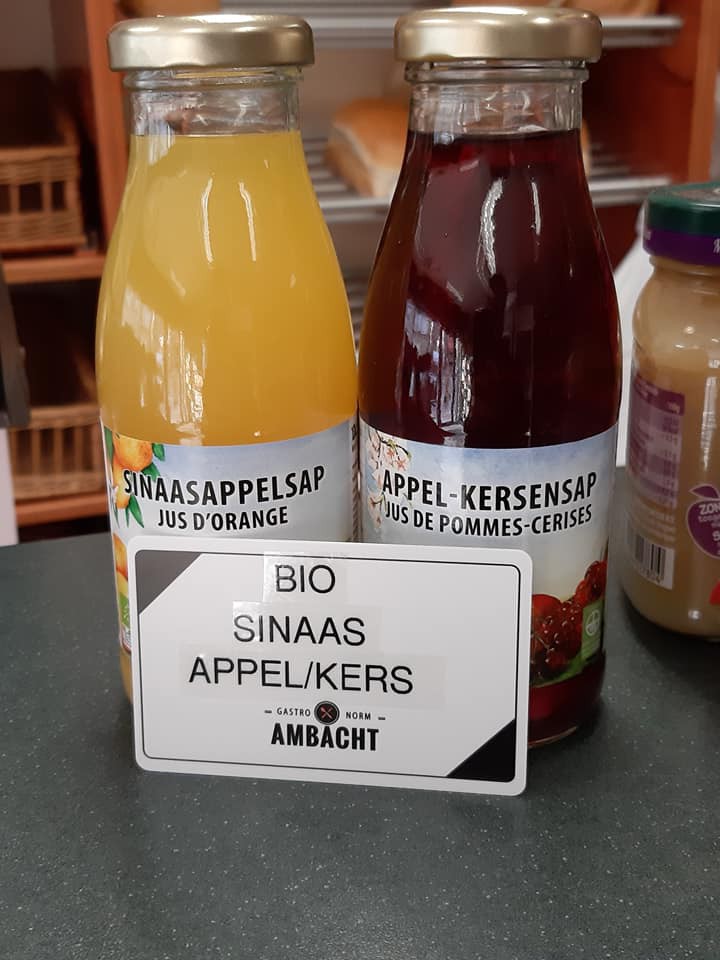 SINAASAPPELSAP
JUS D'ORANGE
APPEL-KERSENSAP
JUS DE POMMES-CERISES
BIO
SINAAS
APPEL/KERS
GASTRO NORM
AMBACHT